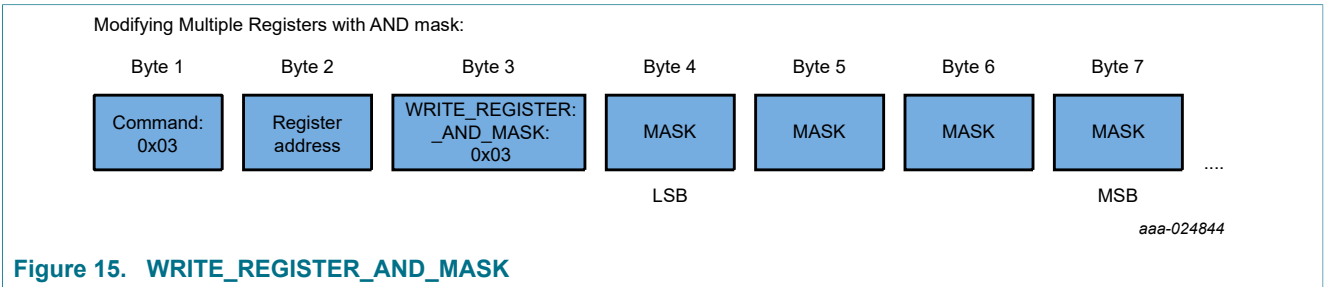 Modifying Multiple Registers with AND mask:
Byte 1 Byte 2 Byte 3 Byte 4 Byte 5 Byte 6 Byte 7
Command:
0x03
Register
address
WRITE_REGISTER:
_AND_MASK:
0x03
MASK
MASK
MASK
MASK
....
LSB MSB
aaa-024844
Figure 15. WRITE_REGISTER_AND_MASK